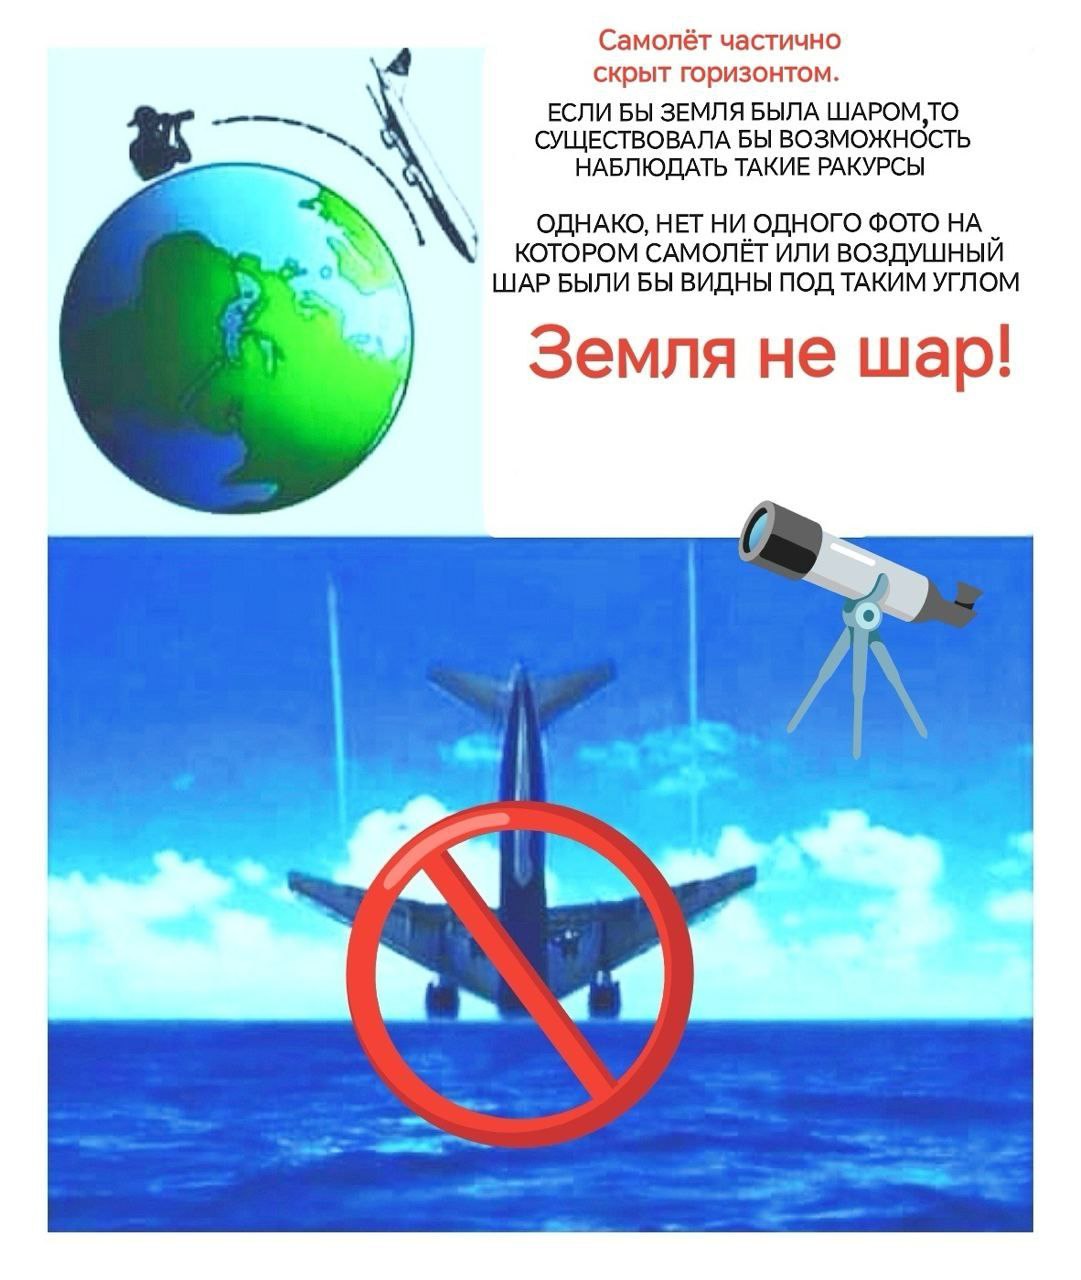 Самолёт частично
скрыт горизонтом.
ЕСЛИ БЫ ЗЕМЛЯ БЫЛА ШАРОМ,ТО
СУЩЕСТВОВАЛА БЫ ВОЗМОЖНОСТЬ
НАБЛЮДАТЬ ТАКИЕ РАКУРСЫ
ОДНАКО, НЕТ НИ ОДНОГО ФОТО НА
КОТОРОМ САМОЛЁТ ИЛИ ВОЗДУШНЫЙ
ШАР БЫЛИ БЫ ВИДНЫ ПОД ТАКИМ УГЛОМ
Земля не шар!